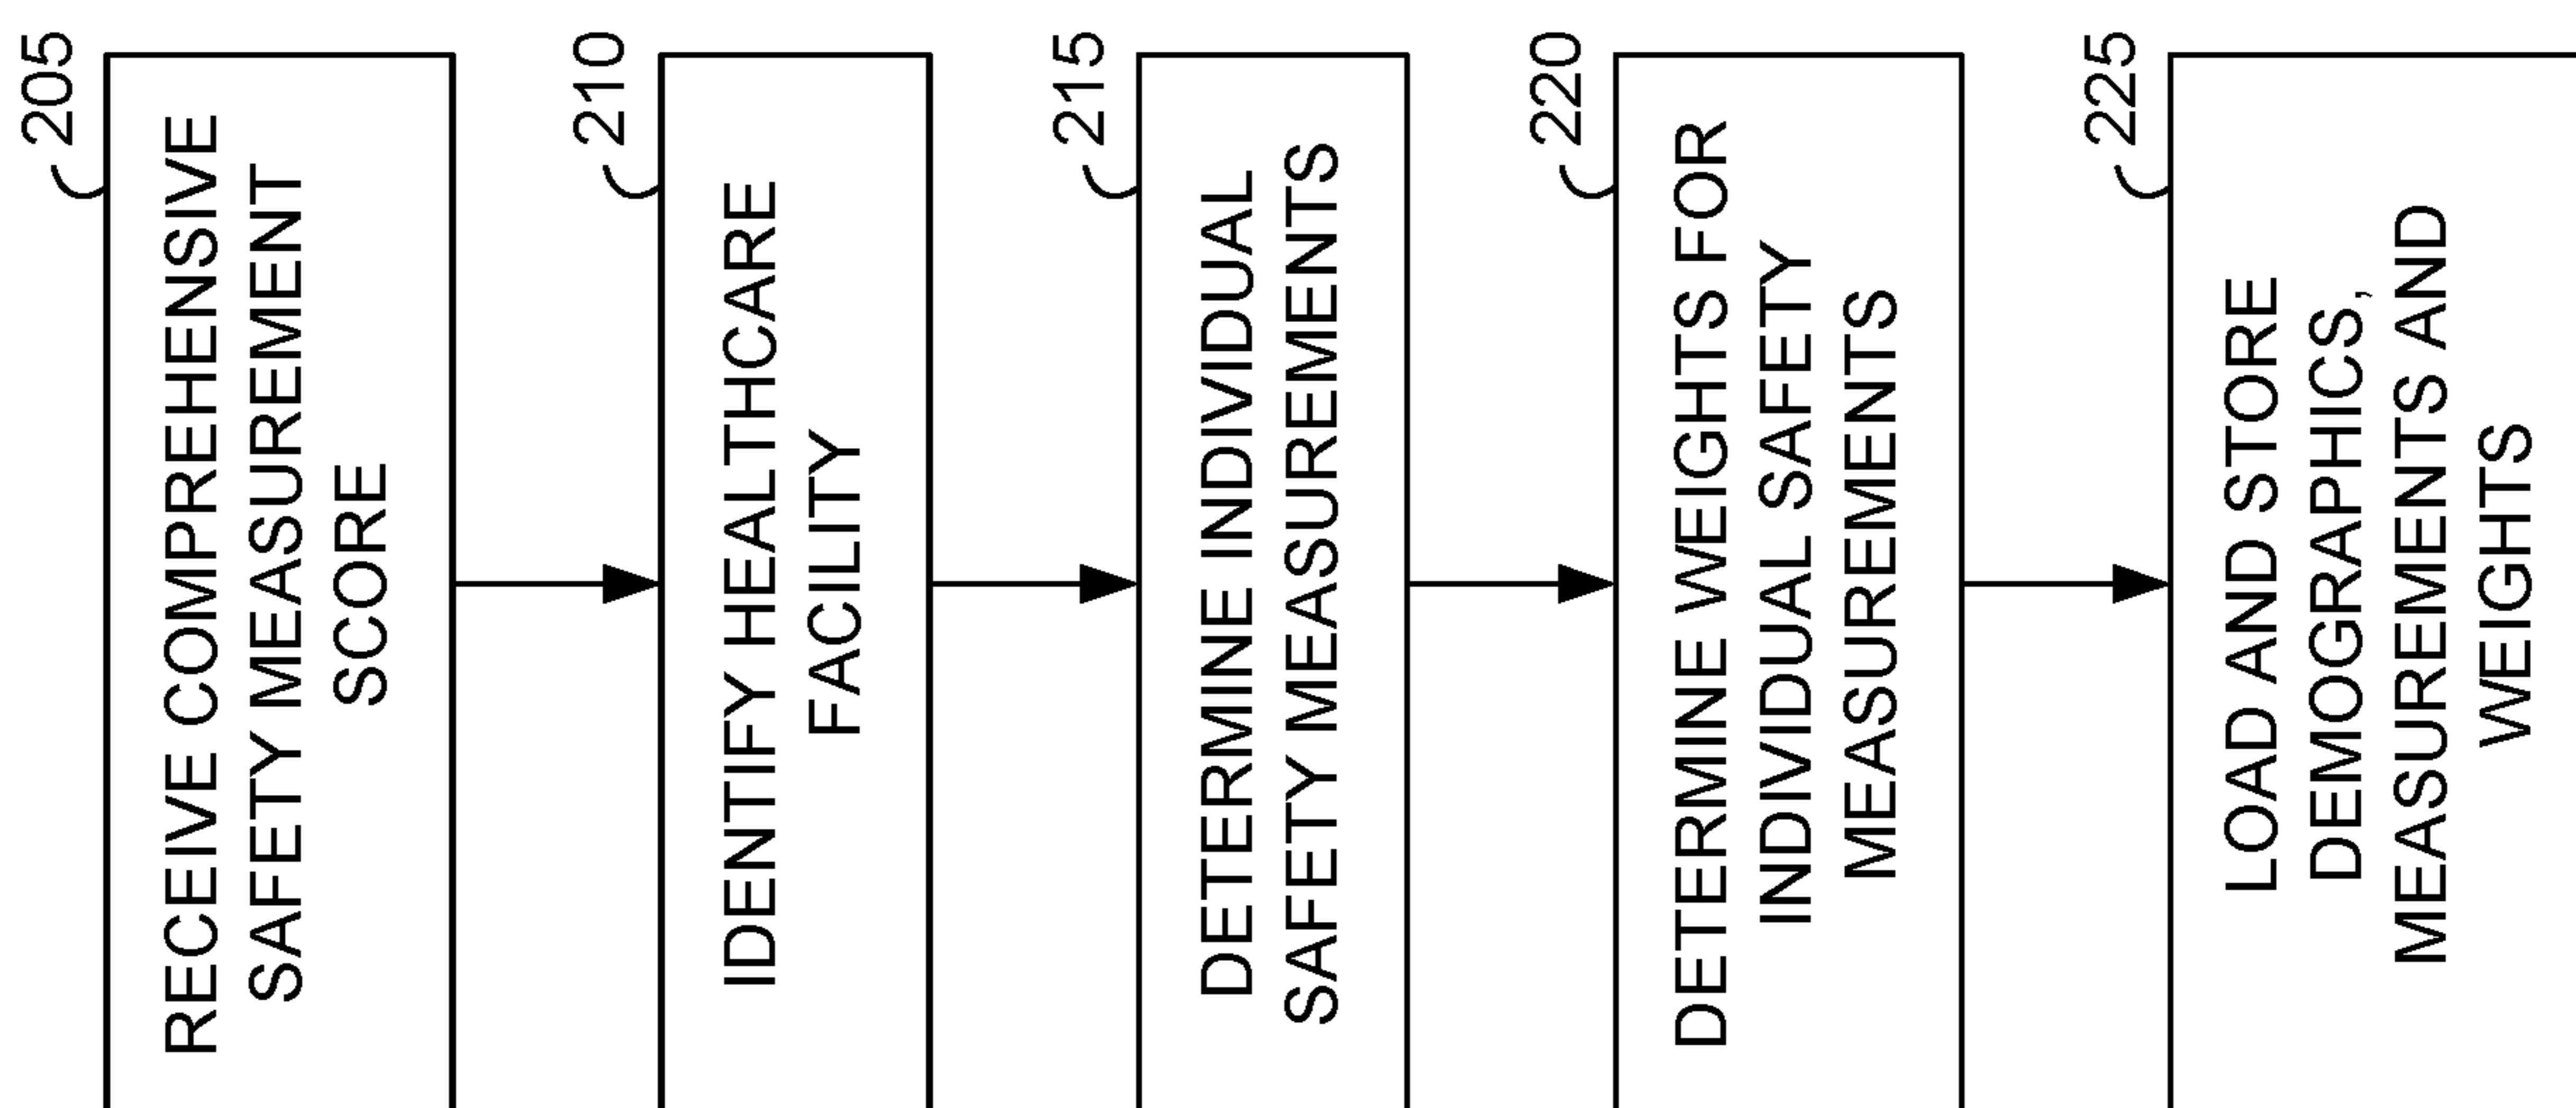 205
RECEIVE COMPREHENSIVE
SAFETY MEASUREMENT
SCORE
210
IDENTIFY HEALTHCARE
FACILITY
215
DETERMINE INDIVIDUAL
SAFETY MEASUREMENTS
220
DETERMINE WEIGHTS FOR
INDIVIDUAL SAFETY
MEASUREMENTS
225
LOAD AND STORE
DEMOGRAPHICS,
MEASUREMENTS AND
WEIGHTS